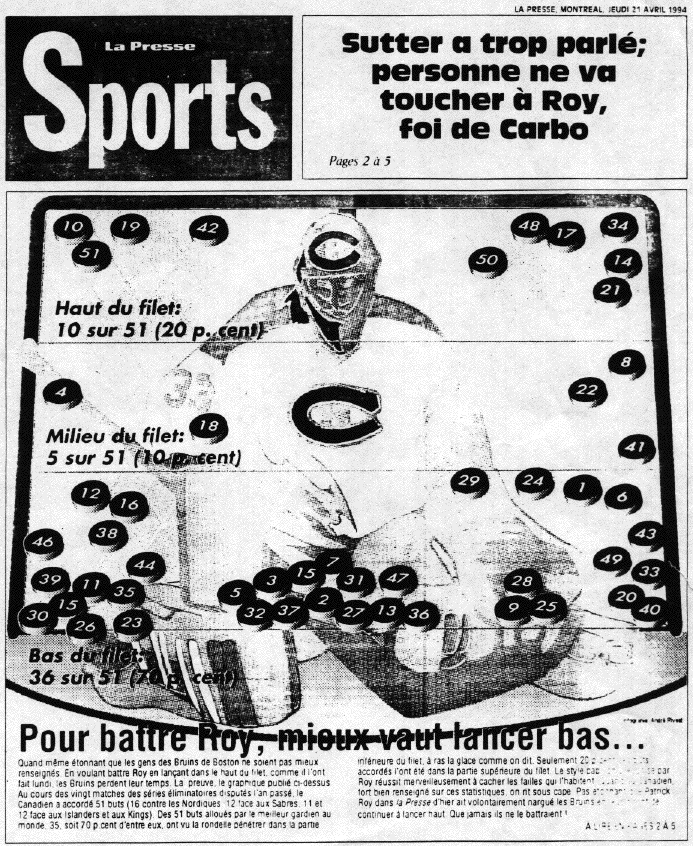 LA PRESSE, MONTREAL, JEUDI 21 AVRIL 1994
La Presse
Sports
Sutter a trop parlé;
personne ne va
toucher à Roy,
foi de Carbo
Pages 2 à 5
10 19 42 48 17 34
51 50 14
21
Haut du filet:
10 sur 51 (20 p. cent)
8
4 22
18
Milieu du filet:
5 sur 51 (10 p. cent)
41
12 16 29 24 1 6
46 38 43
44 49 33
39 11 35 3 15 7 31 47 28
5 2 20
30 15 32 37 27 13 36 9 25 40
26 23
Bas du filet:
36 sur 51 (70 p. cent)
André Rivest
Pour battre Roy, mieux vaut lancer bas...
Quand même étonnant que les gens des Bruins de Boston ne soient pas mieux
renseignés. En voulant battre Roy en lançant dans le haut du filet, comme il l'ont
fait lundi, les Bruins perdent leur temps. La preuve, le graphique publié ci-dessus
Au cours des vingt matches des séries éliminatoires disputés l'an passé, le
Canadien a accordé 51 buts (16 contre les Nordiques, 12 face aux Sabres, 11 et
12 face aux Islanders et aux Kings). Des 51 buts alloués par le meilleur gardien au
monde, 35, soit 70 p.cent d'entre eux, ont vu la rondelle pénétrer dans la partie
inférieure du filet, à ras la glace comme on dit. Seulement 20 p. cent
accordés l'ont été dans la partie supérieure du filet. Le style par
Roy réussit merveilleusement à cacher les failles qui l'habitent
fort bien renseigné sur ces statistiques, on rit sous cape. Pas Patrick
Roy dans la Presse d'hier ait volontairement nargué les Bruins
continuer à lancer haut. Que jamais ils ne le battraient !
A LIRE EN PAGES 2 A 5